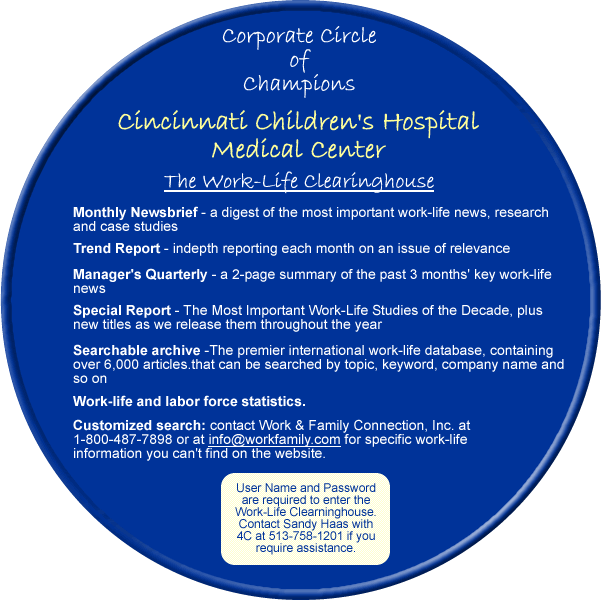 Corporate Circle
of
Champions
Cincinnati Children's Hospital
Medical Center
The Work-Life Clearinghouse
Monthly Newsbrief - a digest of the most important work-life news, research
and case studies
Trend Report - indepth reporting each month on an issue of relevance
Manager's Quarterly - a 2-page summary of the past 3 months' key work-life
news
Special Report - The Most Important Work-Life Studies of the Decade, plus
new titles as we release them throughout the year
Searchable archive -The premier international work-life database, containing
over 6,000 articles.that can be searched by topic, keyword, company name and
so on
Work-life and labor force statistics.
Customized search: contact Work & Family Connection, Inc. at
1-800-487-7898 or at info@workfamily.com for specific work-life
information you can't find on the website.
User Name and Password
are required to enter the
Work-Life Clearninghouse.
Contact Sandy Haas with
4C at 513-758-1201 if you
require assistance.